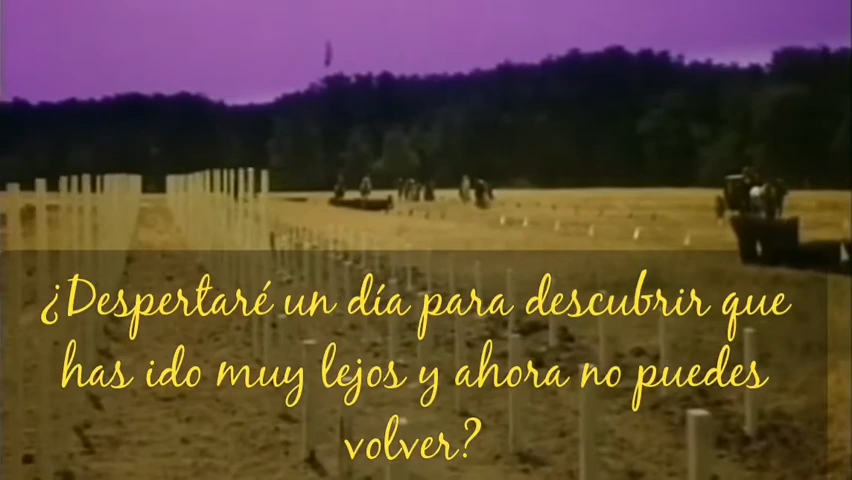 ¿Despertaré un día para descubrir que
has ido muy lejos y ahora no puedes
volver?